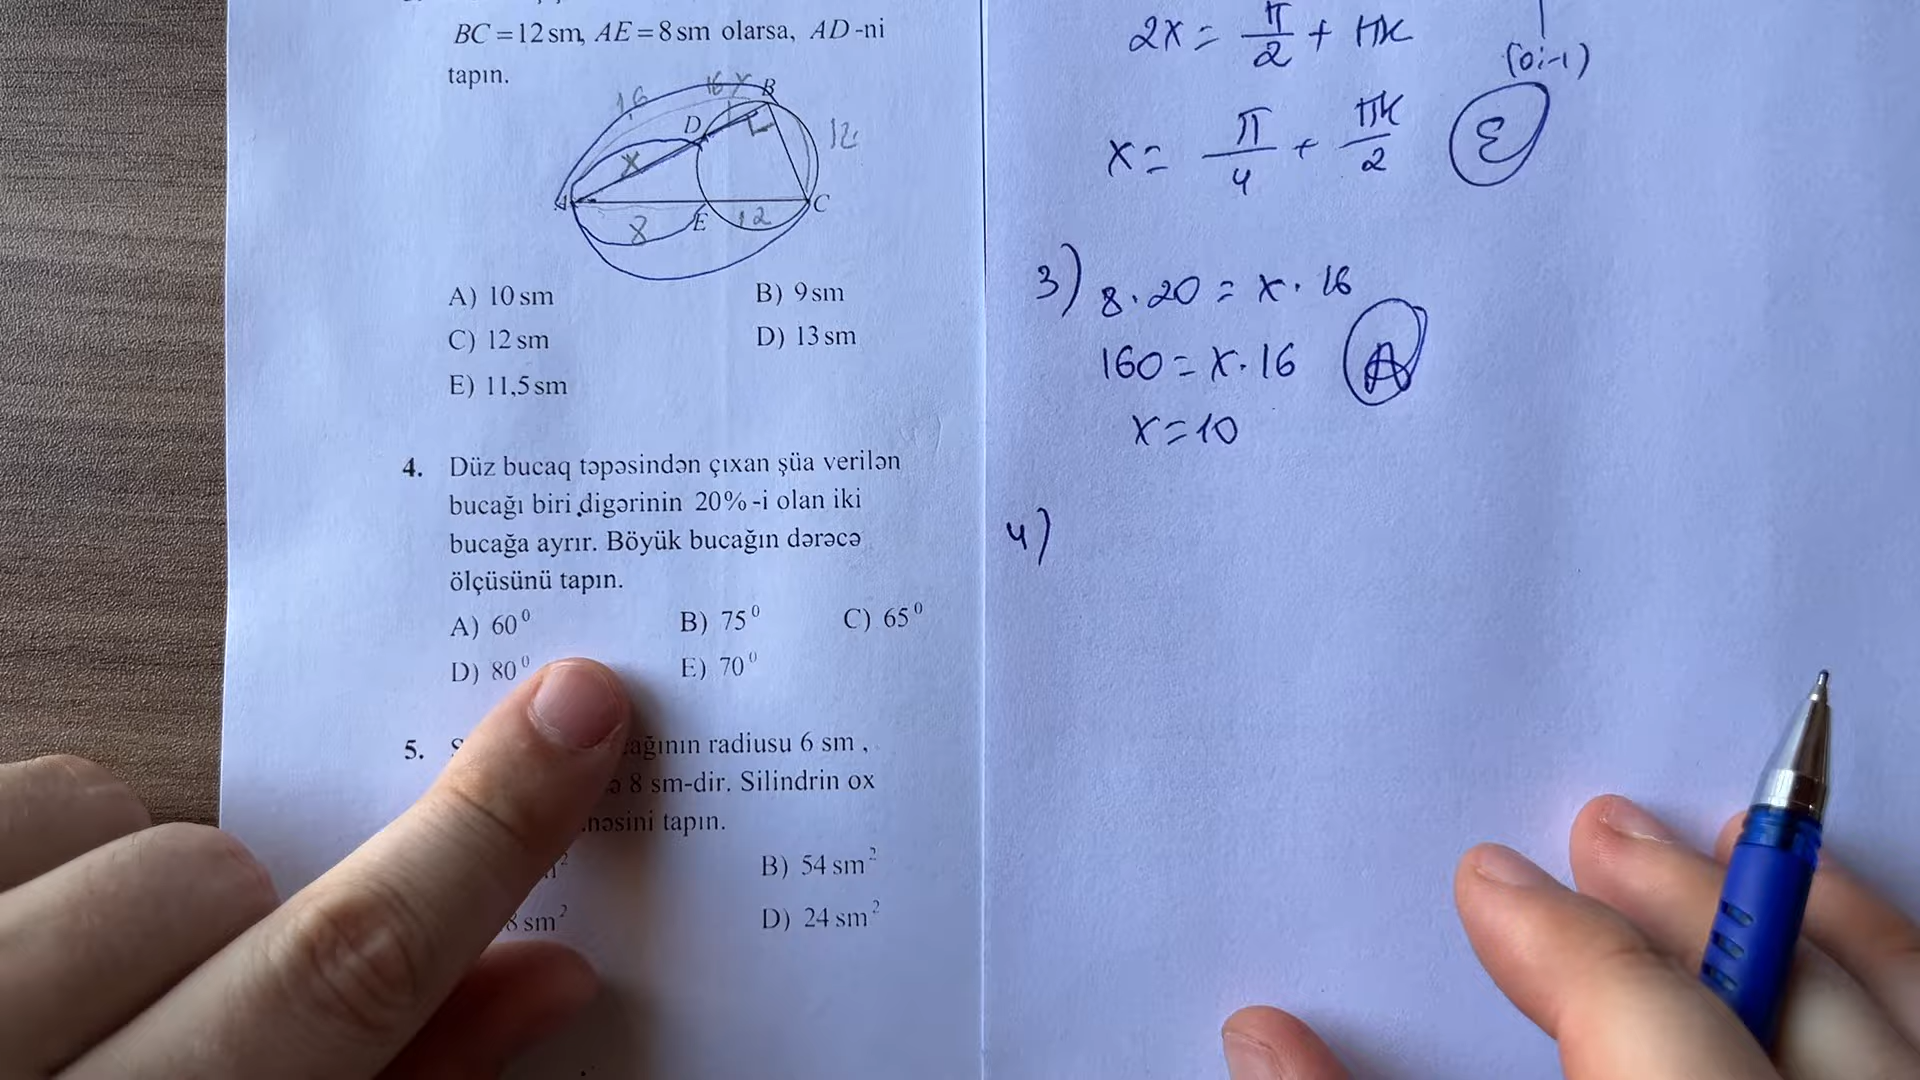 BC = 12 sm, AE = 8 sm olarsa, AD -ni
tapın.
16
16
x
B
D
12
x
A
8
E
12
C
A) 10 sm
B) 9 sm
C) 12 sm
D) 13 sm
E) 11,5 sm
4. Düz bucaq təpəsindən çıxan şüa verilən
bucağı biri digərinin 20% -i olan iki
bucağa ayrır. Böyük bucağın dərəcə
ölçüsünü tapın.
A) 60⁰ B) 75⁰ C) 65⁰
D) 80⁰ E) 70⁰
5.
radiusu 6 sm ,
8 sm-dir. Silindrin ox
tapın.
B) 54 sm²
sm²
D) 24 sm²
2x = π/2 + πk
(0;-1)
x = π/4 + πk/2
E
3) 8 · 20 = x · 16
160 = x · 16
A
x = 10
4)